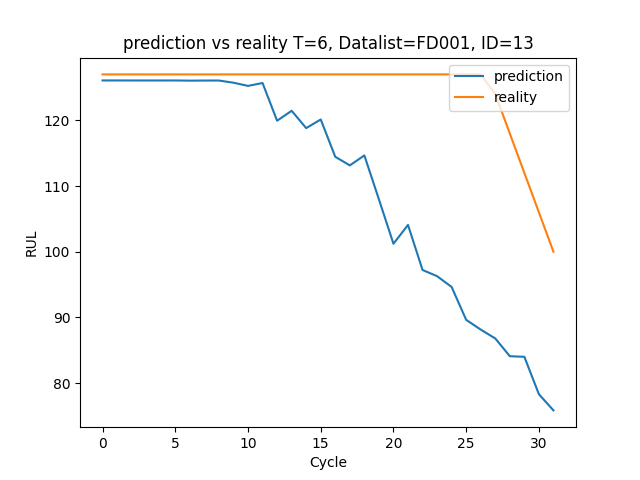 prediction vs reality T=6, Datalist=FD001, ID=13
prediction
reality
120
110
100
90
80
RUL
0 5 10 15 20 25 30
Cycle